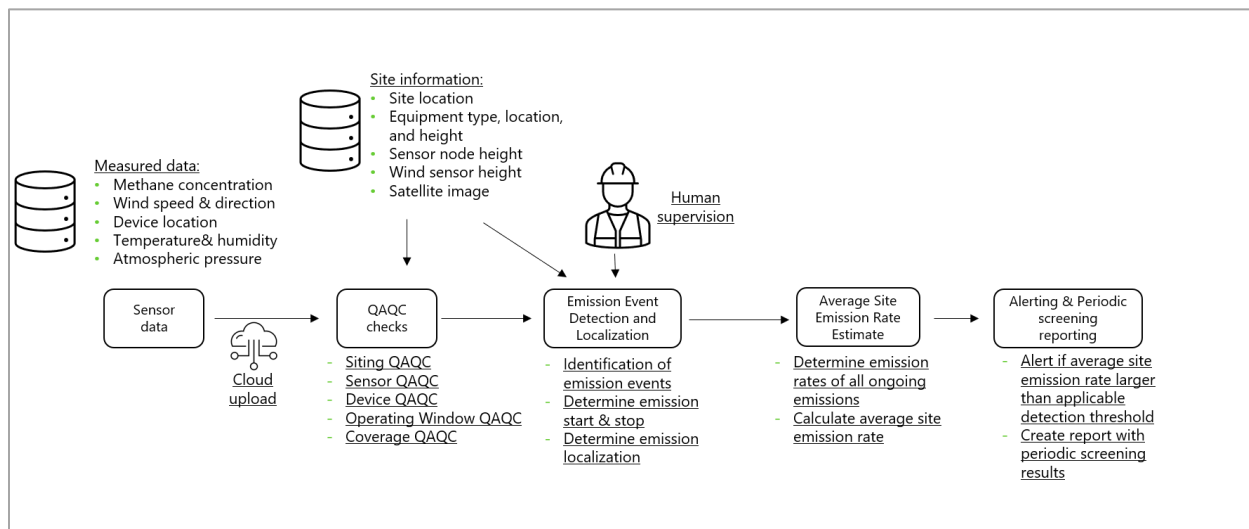 Site information:
• Site location
• Equipment type, location,
and height
• Sensor node height
• Wind sensor height
• Satellite image
Measured data:
• Methane concentration
• Wind speed & direction
• Device location
• Temperature& humidity
• Atmospheric pressure
Human
supervision
Sensor
data
Cloud
upload
QAQC
checks
- Siting QAQC
- Sensor QAQC
- Device QAQC
- Operating Window QAQC
- Coverage QAQC
Emission Event
Detection and
Localization
- Identification of
emission events
- Determine emission
start & stop
- Determine emission
localization
Average Site
Emission Rate
Estimate
- Determine emission
rates of all ongoing
emissions
- Calculate average site
emission rate
Alerting & Periodic
screening
reporting
- Alert if average site
emission rate larger
than applicable
detection threshold
- Create report with
periodic screening
results